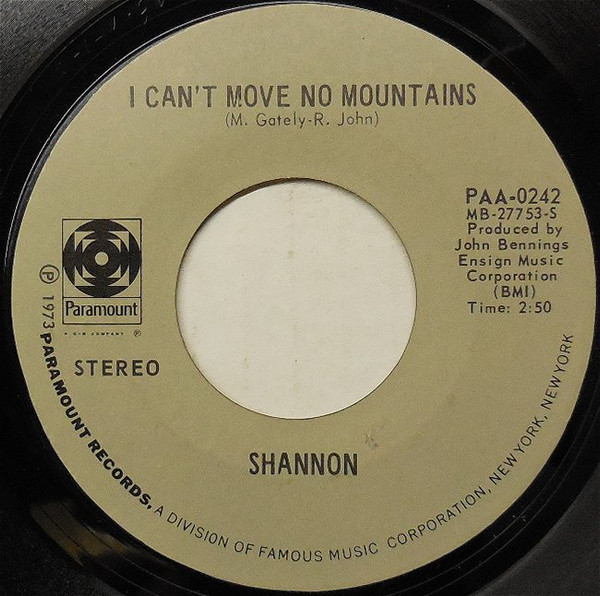 I CAN'T MOVE NO MOUNTAINS
(M. Gately-R. John)
PAA-0242
MB-27753-S
Produced by
John Bennings
Ensign Music
Corporation
(BMI)
Time: 2:50
Paramount
A G+W COMPANY ®
STEREO
SHANNON
Ⓟ 1973 PARAMOUNT RECORDS, A DIVISION OF FAMOUS MUSIC CORPORATION, NEW YORK, NEW YORK